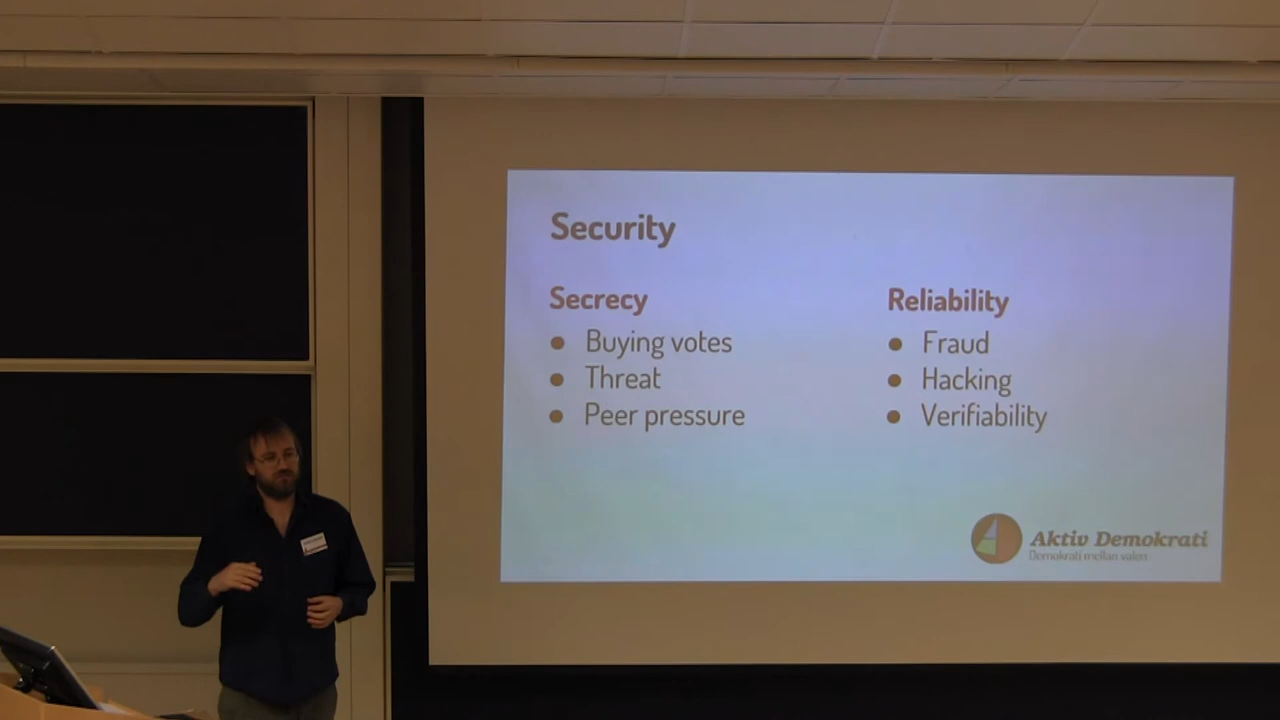 Security
Secrecy
• Buying votes
• Threat
• Peer pressure
Reliability
• Fraud
• Hacking
• Verifiability
Aktiv Demokrati
Demokrati mellan valen